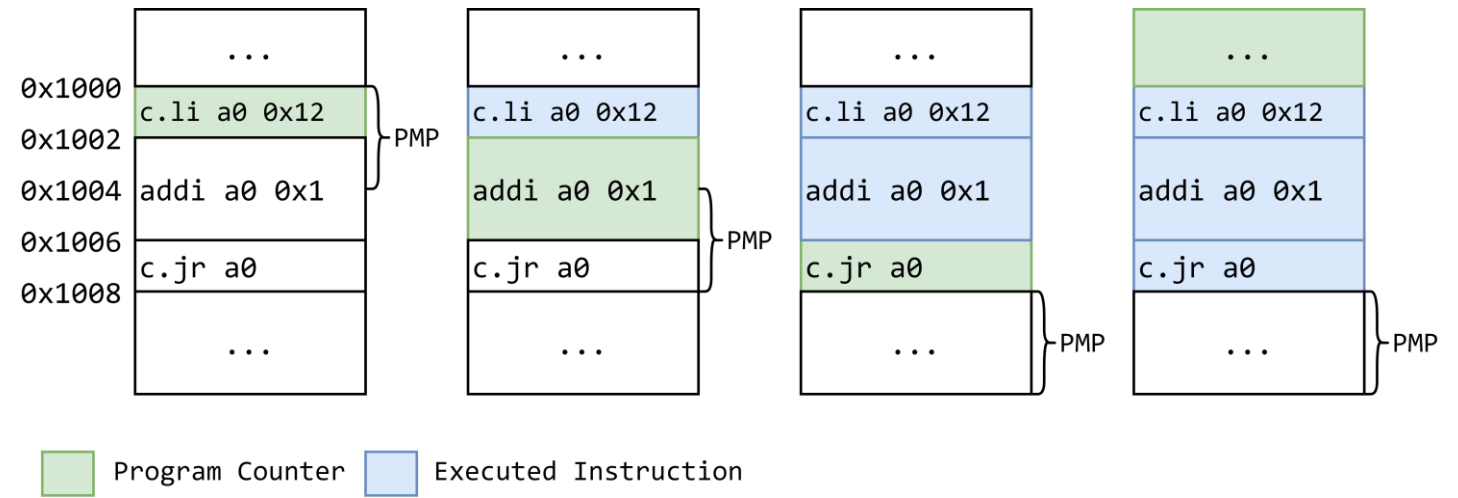 ... ... ... ...
0x1000
c.li a0 0x12 c.li a0 0x12 c.li a0 0x12 c.li a0 0x12
0x1002 PMP
0x1004 addi a0 0x1 addi a0 0x1 addi a0 0x1 addi a0 0x1
0x1006 PMP
c.jr a0 c.jr a0 c.jr a0 c.jr a0
0x1008
... ... ... PMP ... PMP
Program Counter Executed Instruction